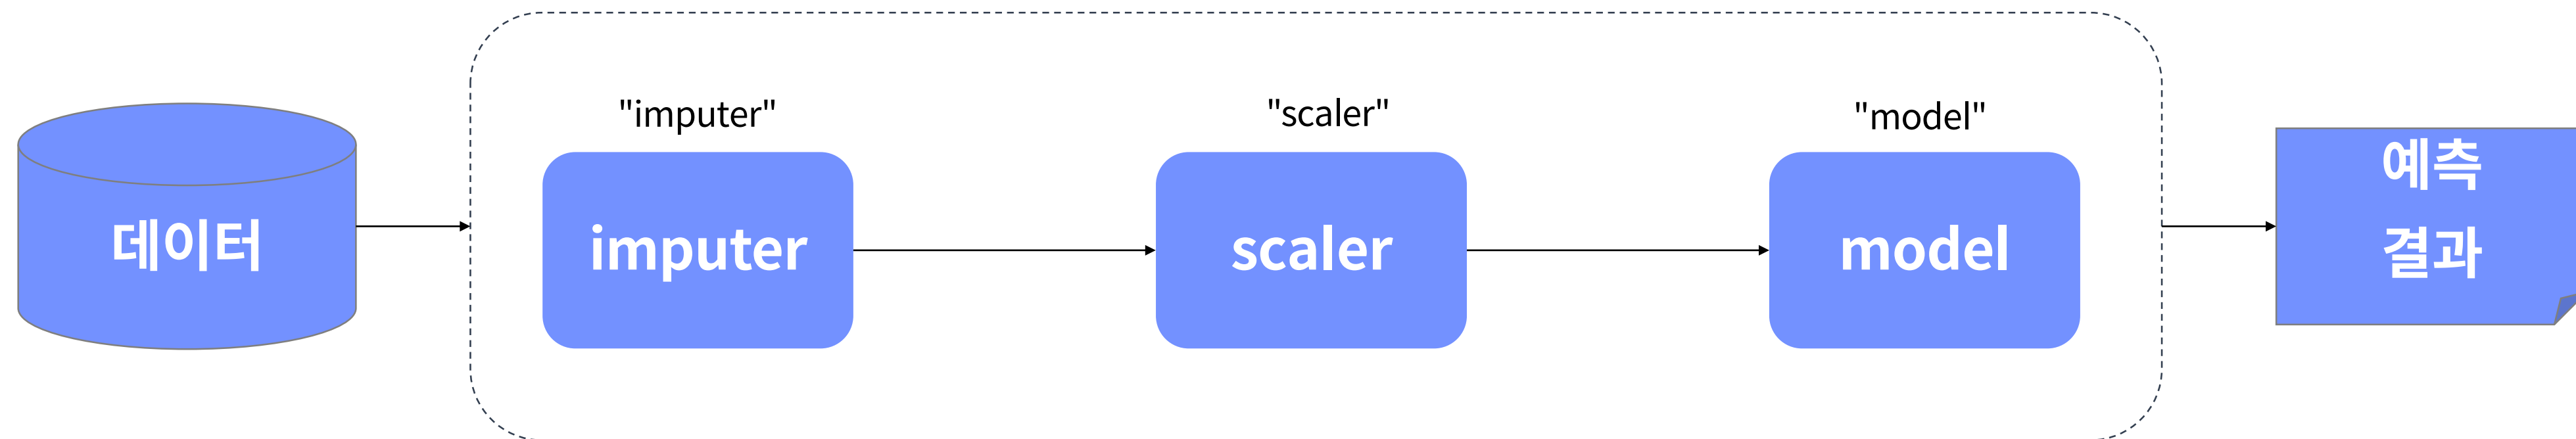 데이터
"imputer"
imputer
"scaler"
scaler
"model"
model
예측
결과